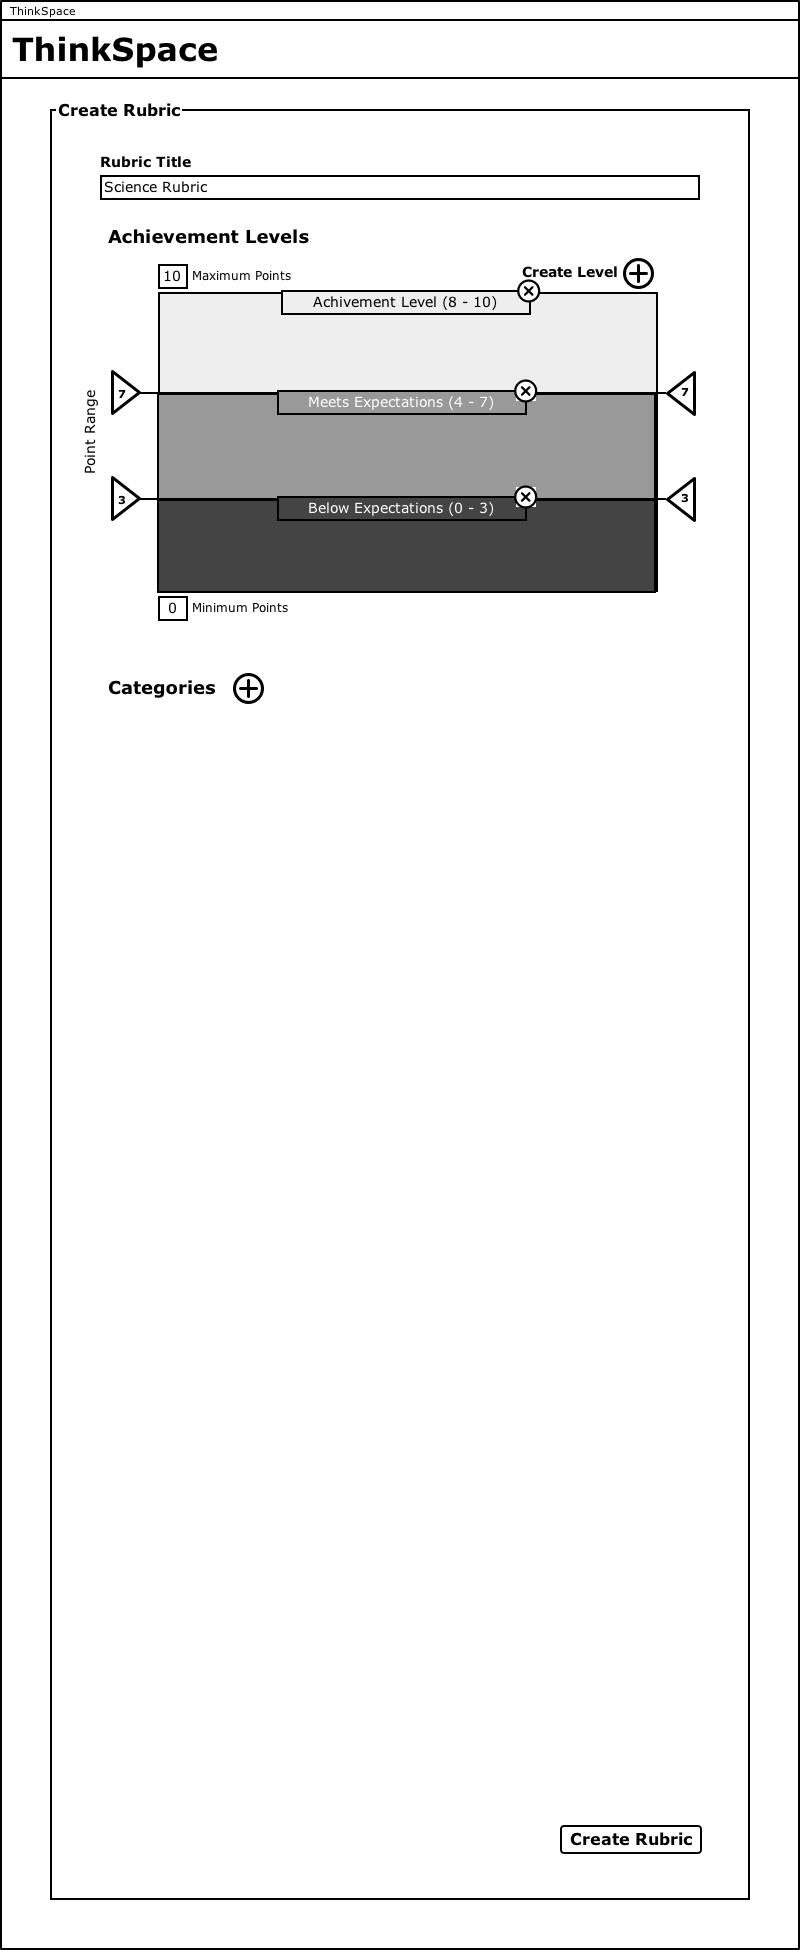 ThinkSpace
ThinkSpace
Create Rubric
Rubric Title
Science Rubric
Achievement Levels
10 Maximum Points
Create Level
Achivement Level (8 - 10)
7
Meets Expectations (4 - 7)
7
Point Range
3
Below Expectations (0 - 3)
3
0 Minimum Points
Categories
Create Rubric